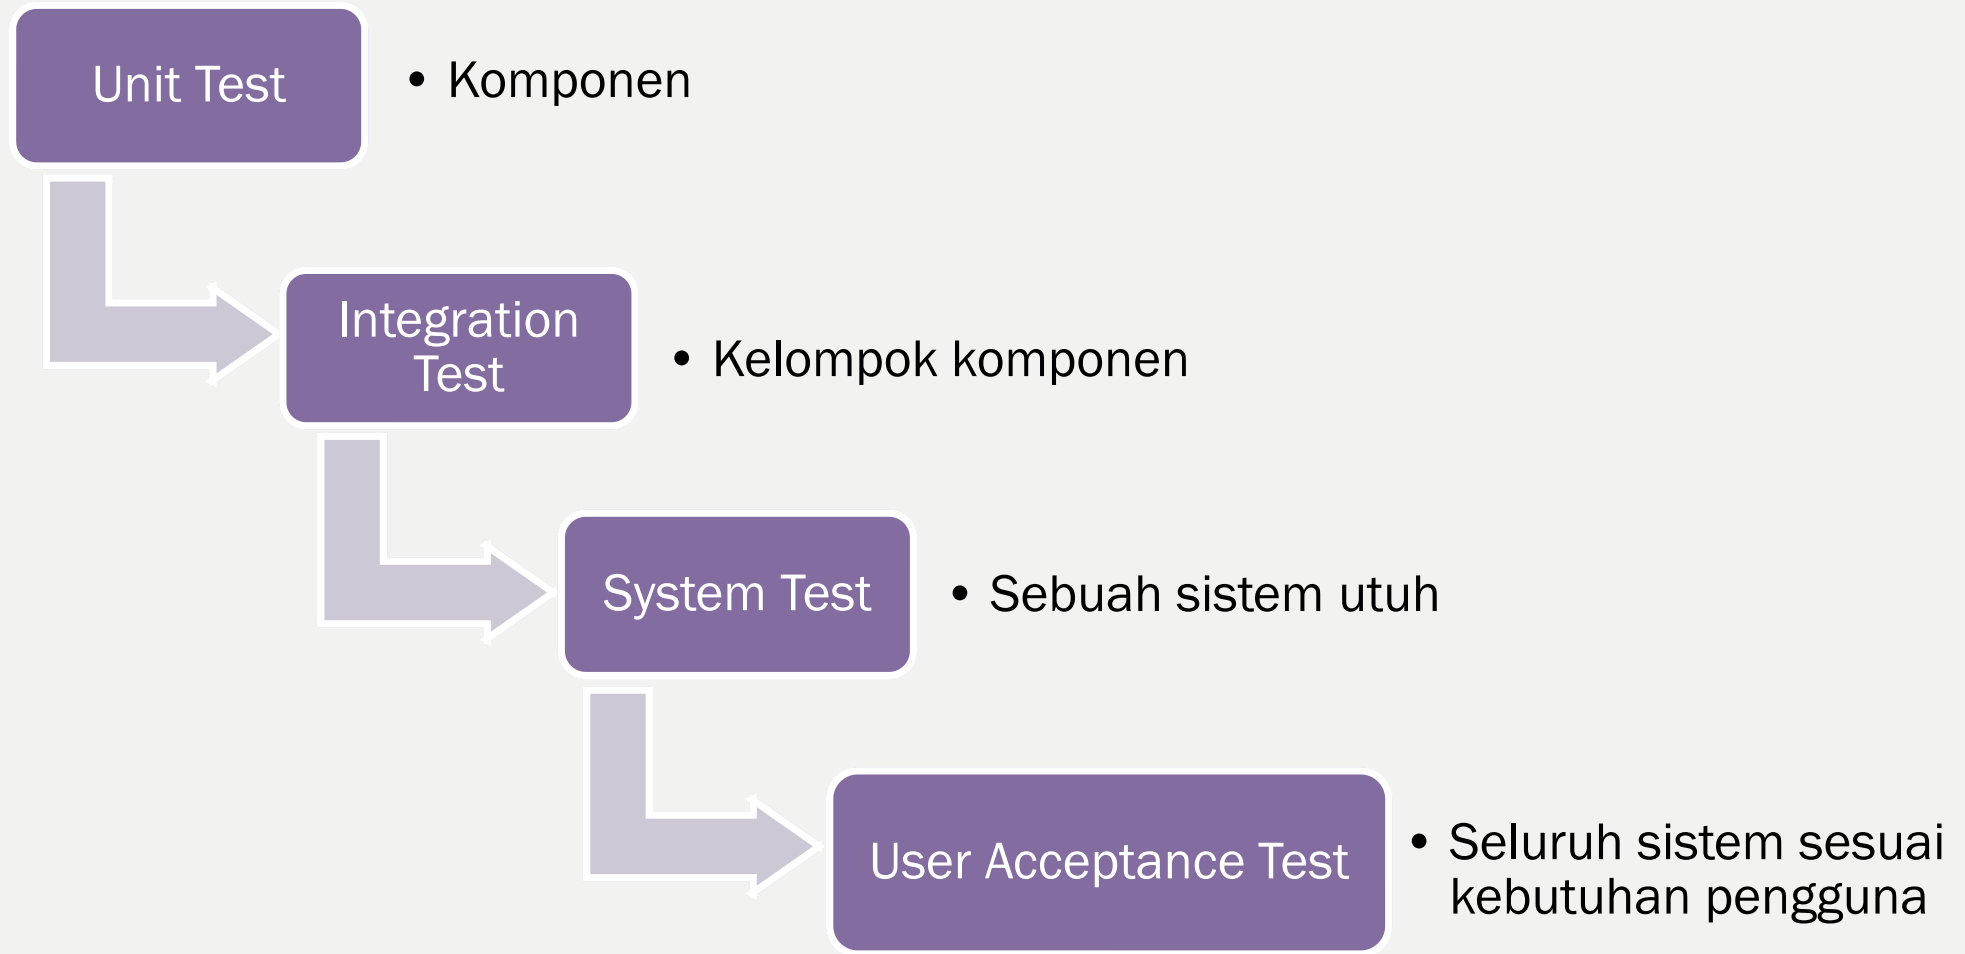 Unit Test
• Komponen
Integration
Test
• Kelompok komponen
System Test
• Sebuah sistem utuh
User Acceptance Test
• Seluruh sistem sesuai
kebutuhan pengguna